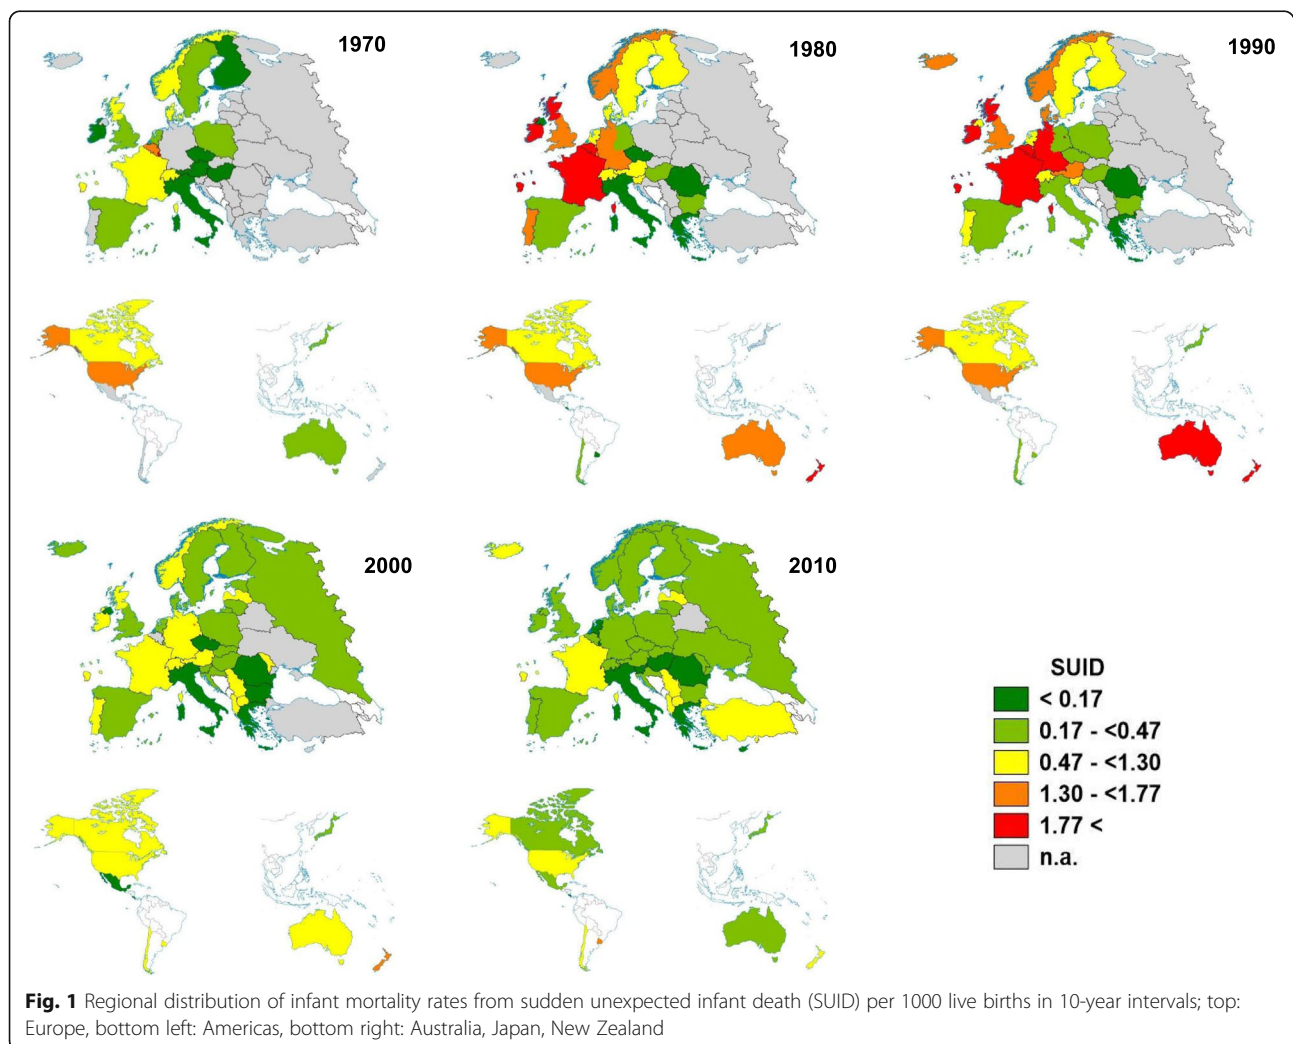 1970
1980
1990
2000
2010
SUID
< 0.17
0.17 - <0.47
0.47 - <1.30
1.30 - <1.77
1.77 <
n.a.
Fig. 1 Regional distribution of infant mortality rates from sudden unexpected infant death (SUID) per 1000 live births in 10-year intervals; top:
Europe, bottom left: Americas, bottom right: Australia, Japan, New Zealand